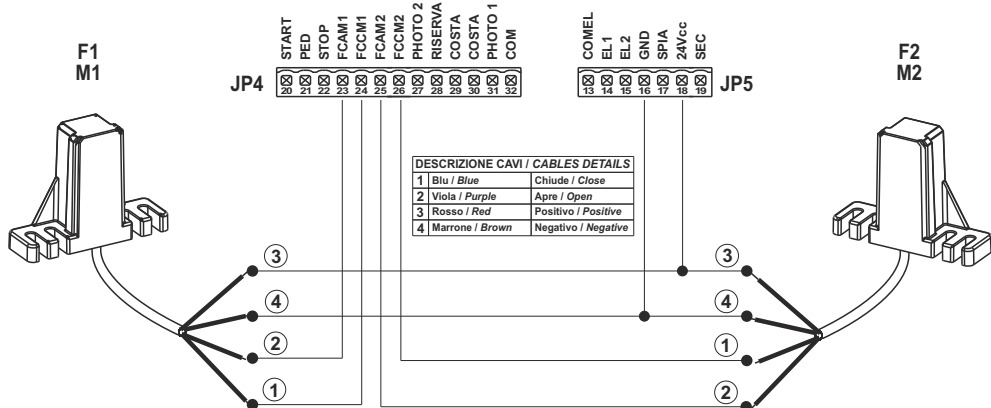 F1
M1
JP4
START
PED
STOP
FCAM1
FCCM1
FCAM2
FCCM2
PHOTO 2
RISERVA
COSTA
COSTA
PHOTO 1
COM
20 21 22 23 24 25 26 27 28 29 30 31 32
COMEL
EL1
EL2
GND
SPIA
24Vcc
SEC
13 14 15 16 17 18 19
JP5
F2
M2
DESCRIZIONE CAVI / CABLES DETAILS
1 Blu / Blue Chiude / Close
2 Viola / Purple Apre / Open
3 Rosso / Red Positivo / Positive
4 Marrone / Brown Negativo / Negative
3 3
4 4
2 1
1 2